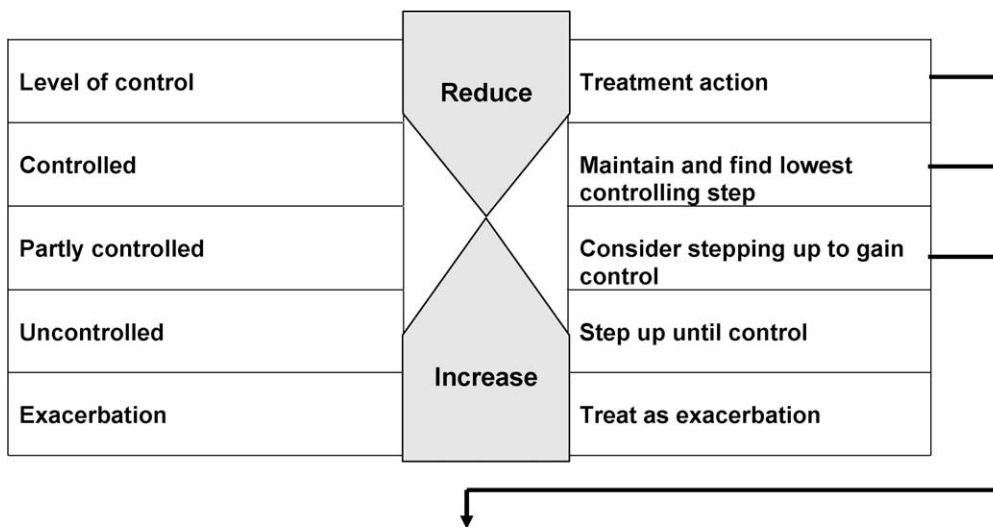 Level of control
Reduce
Treatment action
Controlled
Maintain and find lowest
controlling step
Partly controlled
Consider stepping up to gain
control
Uncontrolled
Step up until control
Increase
Exacerbation
Treat as exacerbation